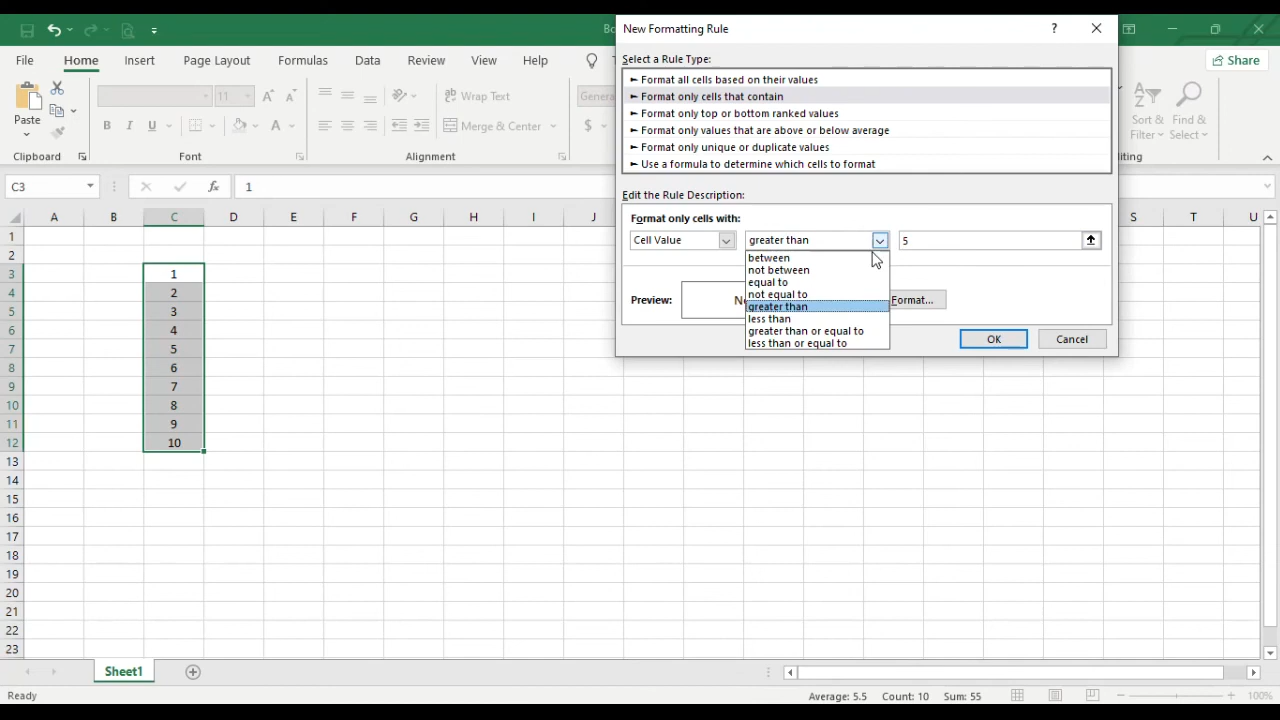 Bo
New Formatting Rule
?
File Home Insert Page Layout Formulas Data Review View Help
Share
Select a Rule Type:
► Format all cells based on their values
► Format only cells that contain
► Format only top or bottom ranked values
► Format only values that are above or below average
► Format only unique or duplicate values
► Use a formula to determine which cells to format
Paste
B I U
11
A A
A
ab Wrap Text
Merge & Center
Genera
$
Sort & Filter
Find & Select
Clipboard Font Alignment iting
C3 fx 1
Edit the Rule Description:
Format only cells with:
Cell Value greater than 5
between
not between
equal to
not equal to
greater than
less than
greater than or equal to
less than or equal to
Preview: No Format...
OK Cancel
A B C D E F G H I J S T U
1
2
3 1
4 2
5 3
6 4
7 5
8 6
9 7
10 8
11 9
12 10
13
14
15
16
17
18
19
20
21
22
23
Sheet1
Ready Average: 5.5 Count: 10 Sum: 55 100%